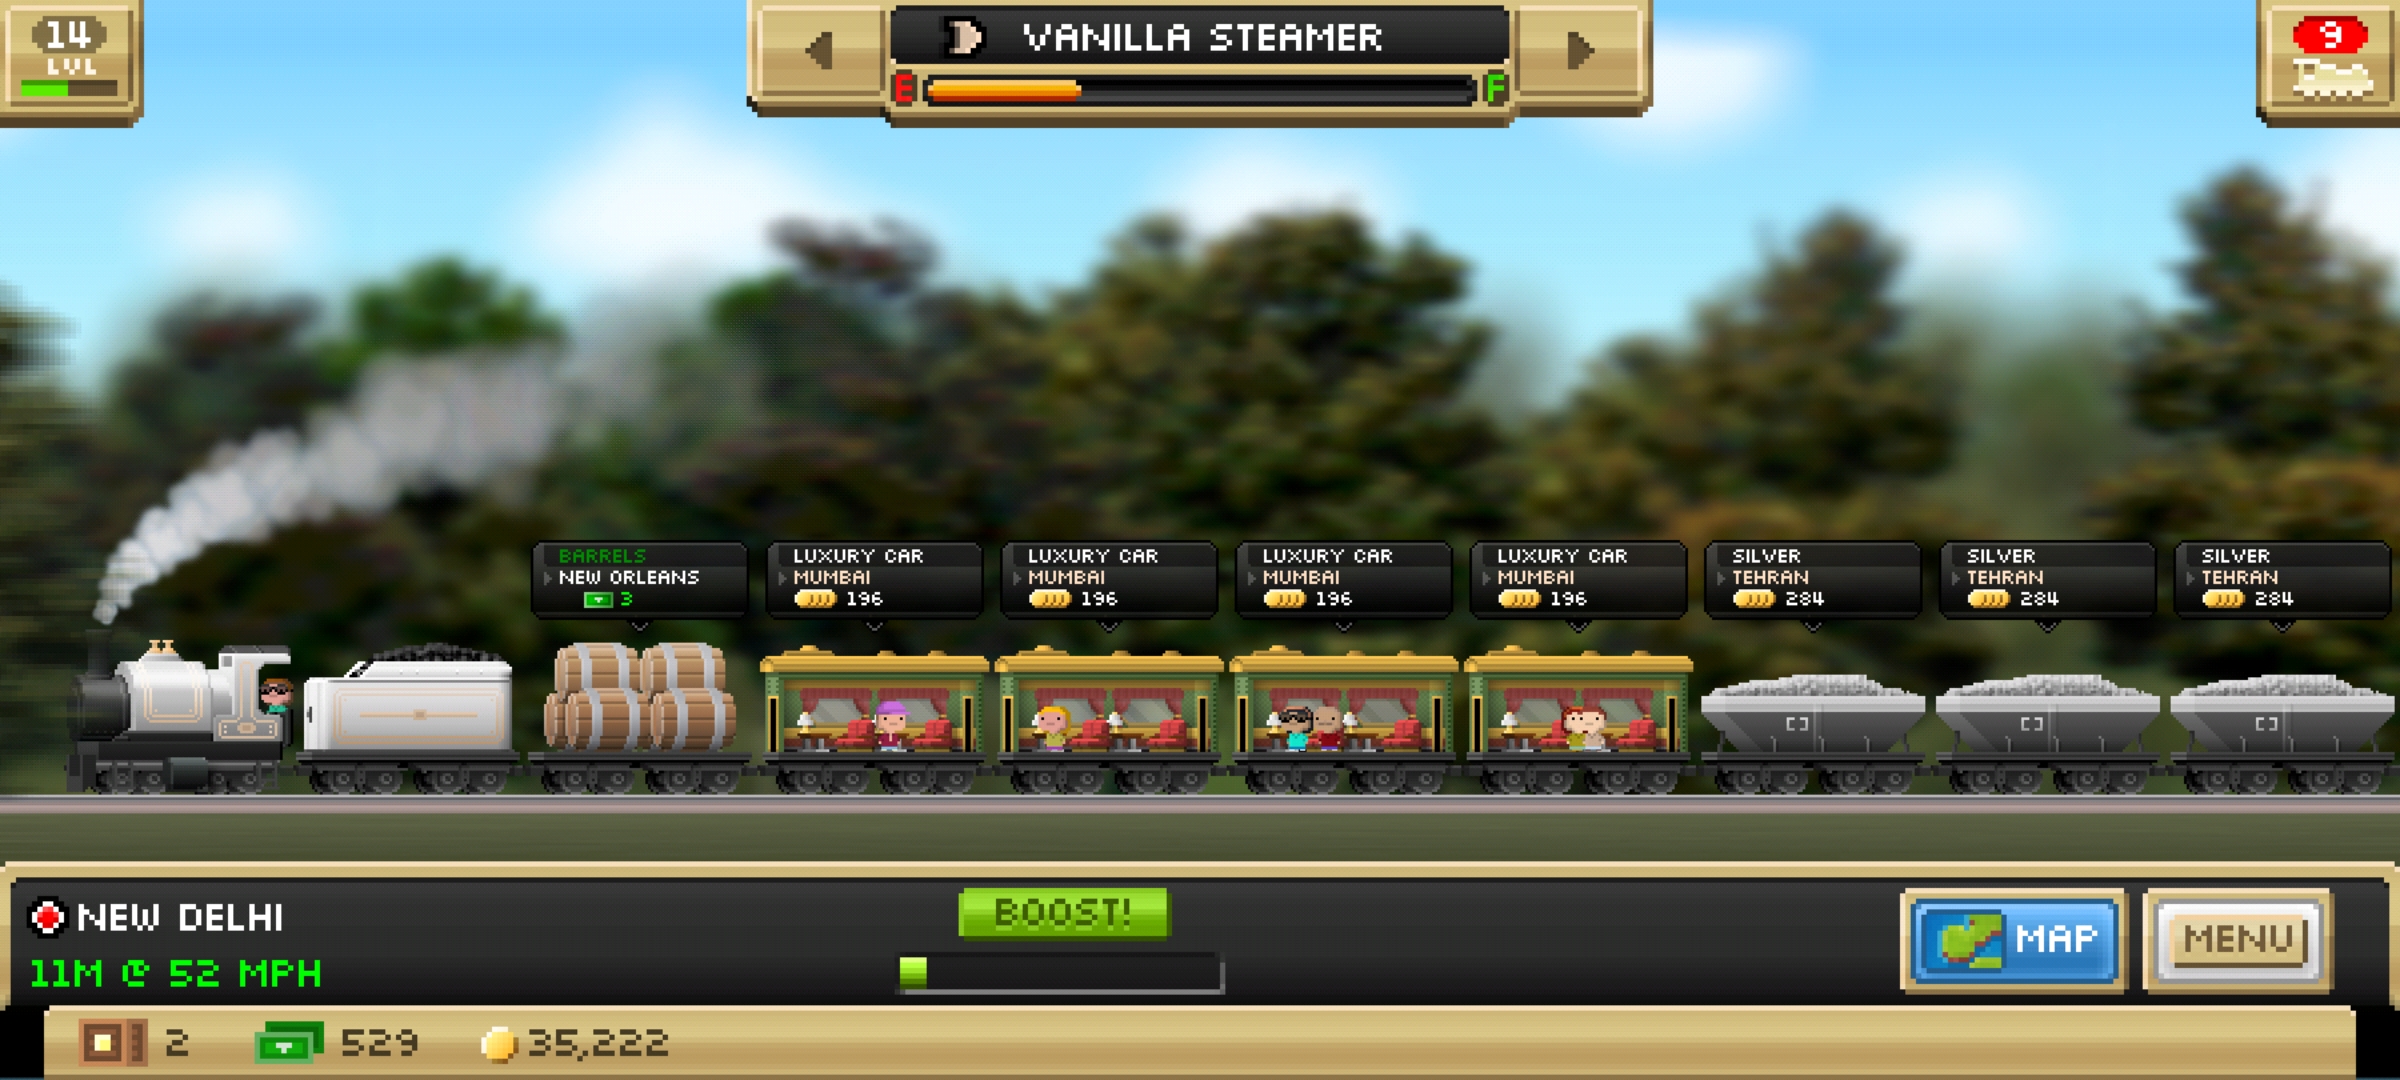 14
LVL
VANILLA STEAMER
E
F
9
BARRELS
NEW ORLEANS
3
LUXURY CAR
MUMBAI
196
LUXURY CAR
MUMBAI
196
LUXURY CAR
MUMBAI
196
LUXURY CAR
MUMBAI
196
SILVER
TEHRAN
284
SILVER
TEHRAN
284
SILVER
TEHRAN
284
NEW DELHI
11M @ 52 MPH
BOOST!
MAP
MENU
2
529
35,222